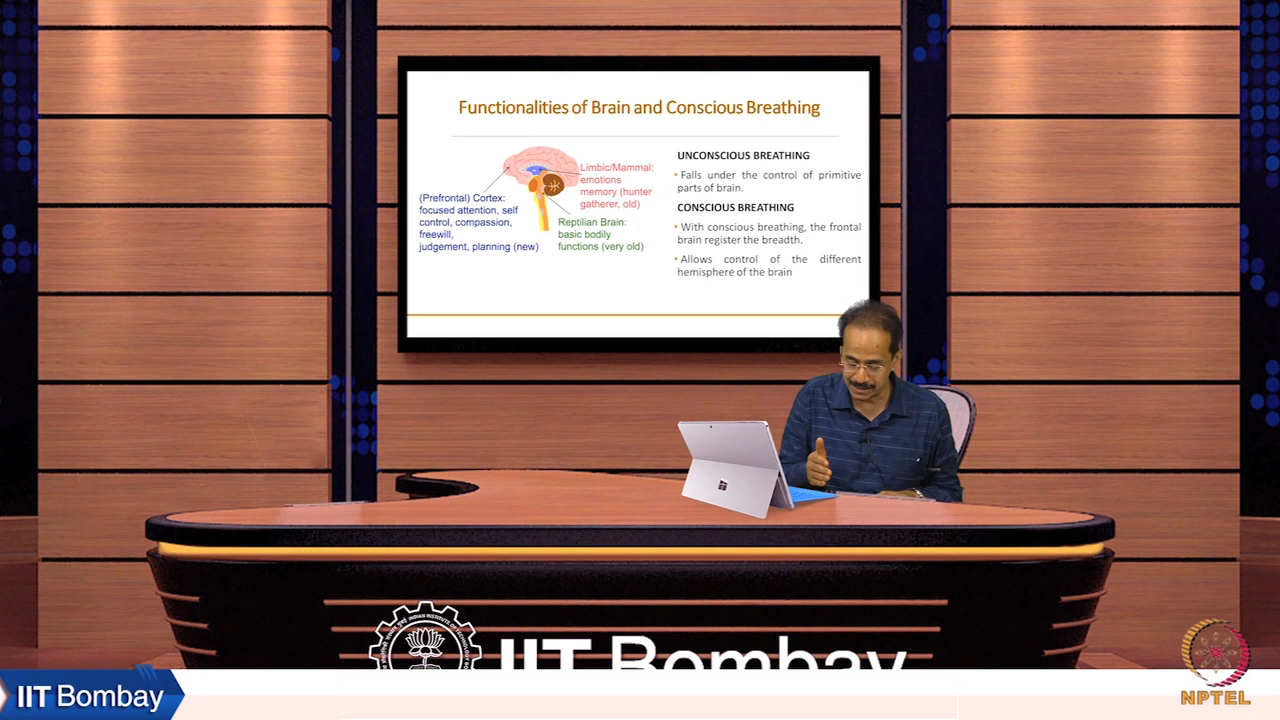 Functionalities of Brain and Conscious Breathing
Limbic/Mammal:
emotions
memory (hunter
gatherer, old)
(Prefrontal) Cortex:
focused attention, self
control, compassion,
freewill,
judgement, planning (new)
Reptilian Brain:
basic bodily
functions (very old)
UNCONSCIOUS BREATHING
• Falls under the control of primitive
parts of brain.
CONSCIOUS BREATHING
• With conscious breathing, the frontal
brain register the breadth.
• Allows control of the different
hemisphere of the brain
IIT Bombay
IIT Bombay
NPTEL